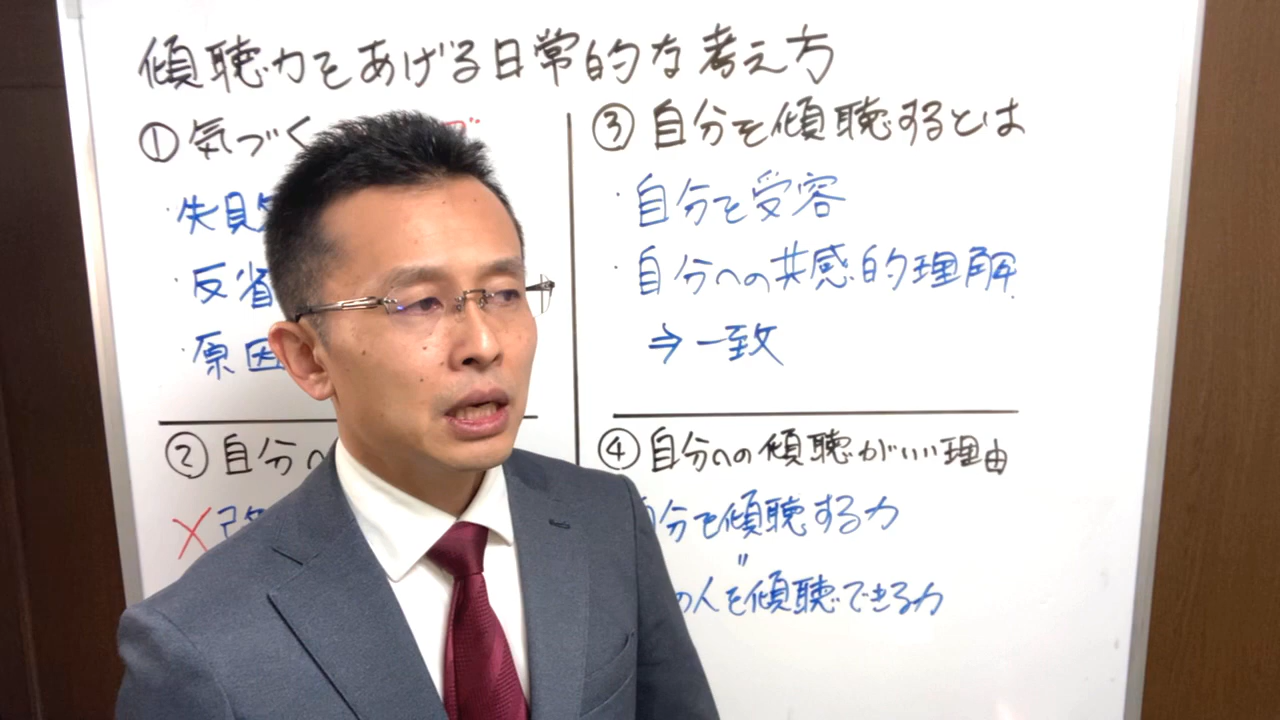 傾聴力をあげる日常的な考え方
①気づく
反省
原因
②自分
×
③自分を傾聴するとは
・自分を受容
・自分への共感的理解
⇒一致
④自分への傾聴がいい理由
分を傾聴する力
〃
の人を傾聴できる力